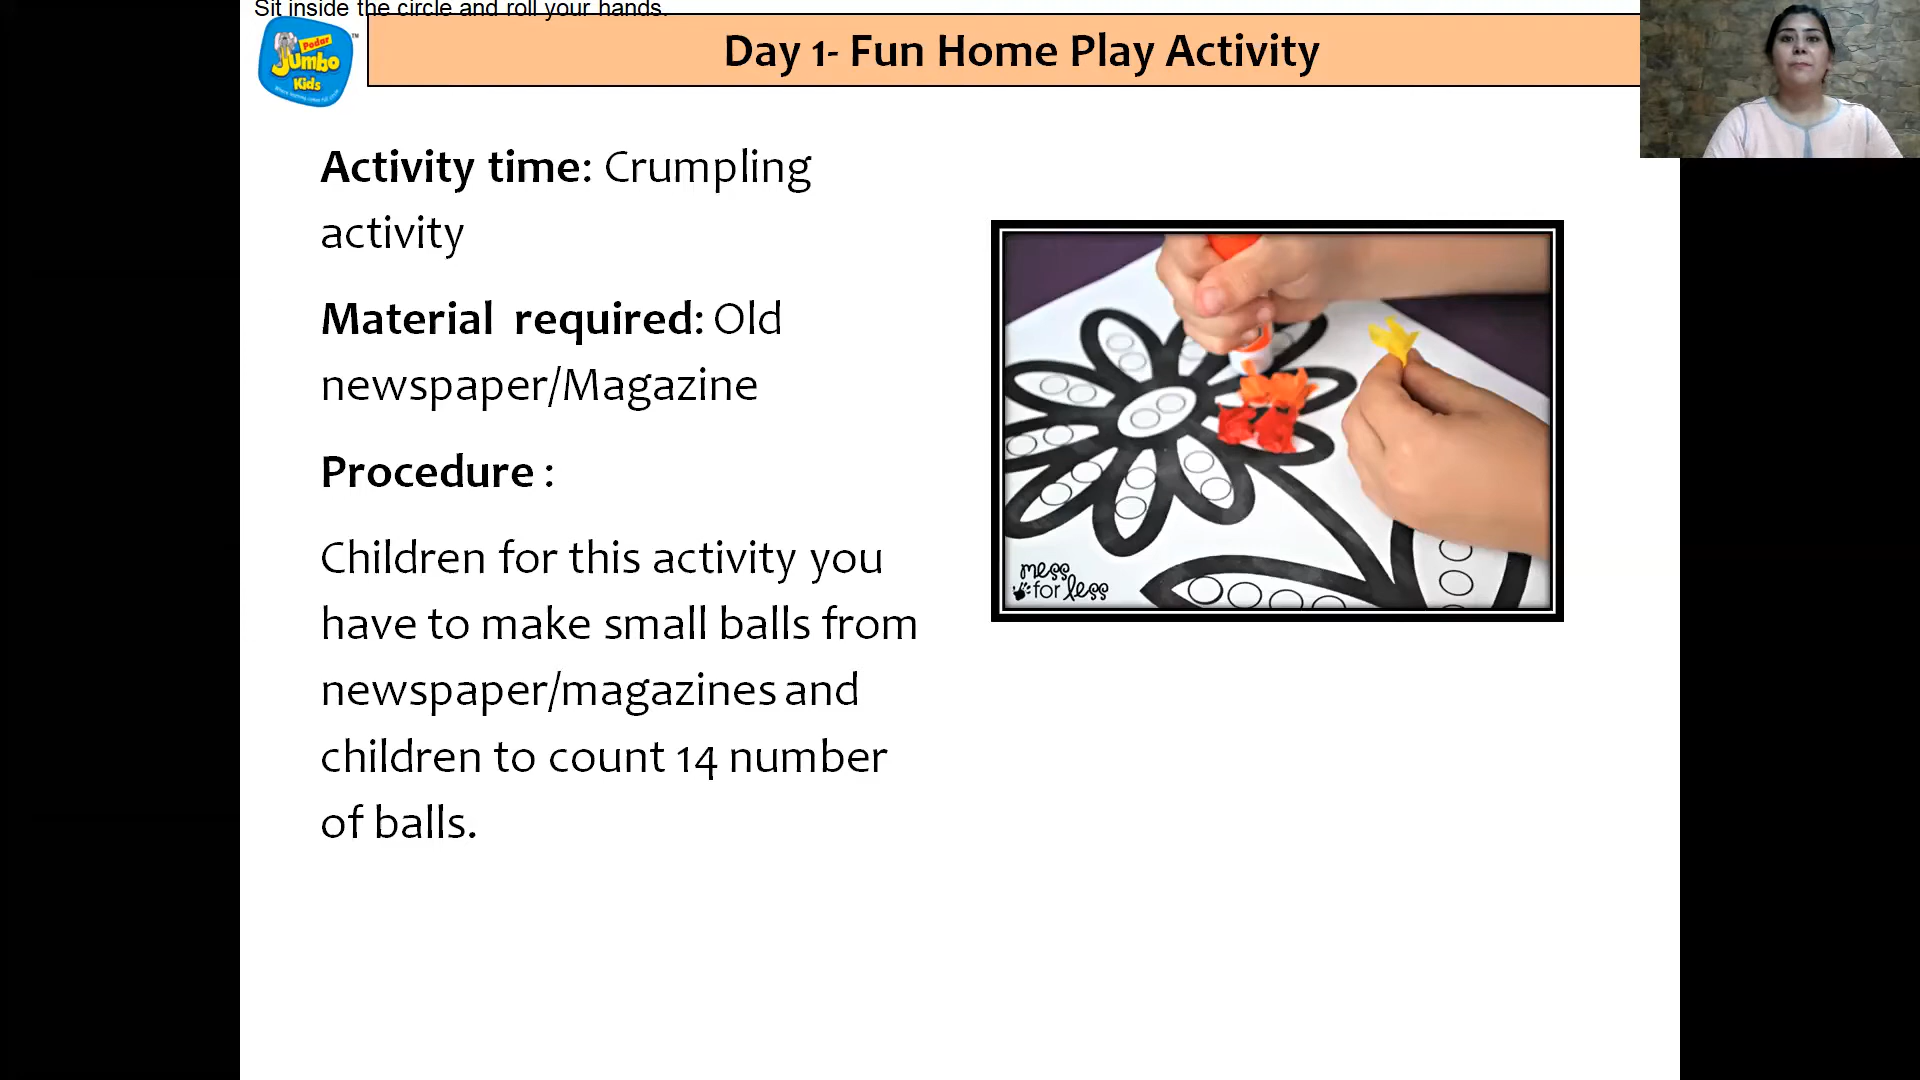 Sit inside the circle and roll your hands.
Podar
Jumbo
Kids
TM
Day 1- Fun Home Play Activity
Activity time: Crumpling
activity
Material required: Old
newspaper/Magazine
Procedure :
Children for this activity you
have to make small balls from
newspaper/magazines and
children to count 14 number
of balls.
mess
for less